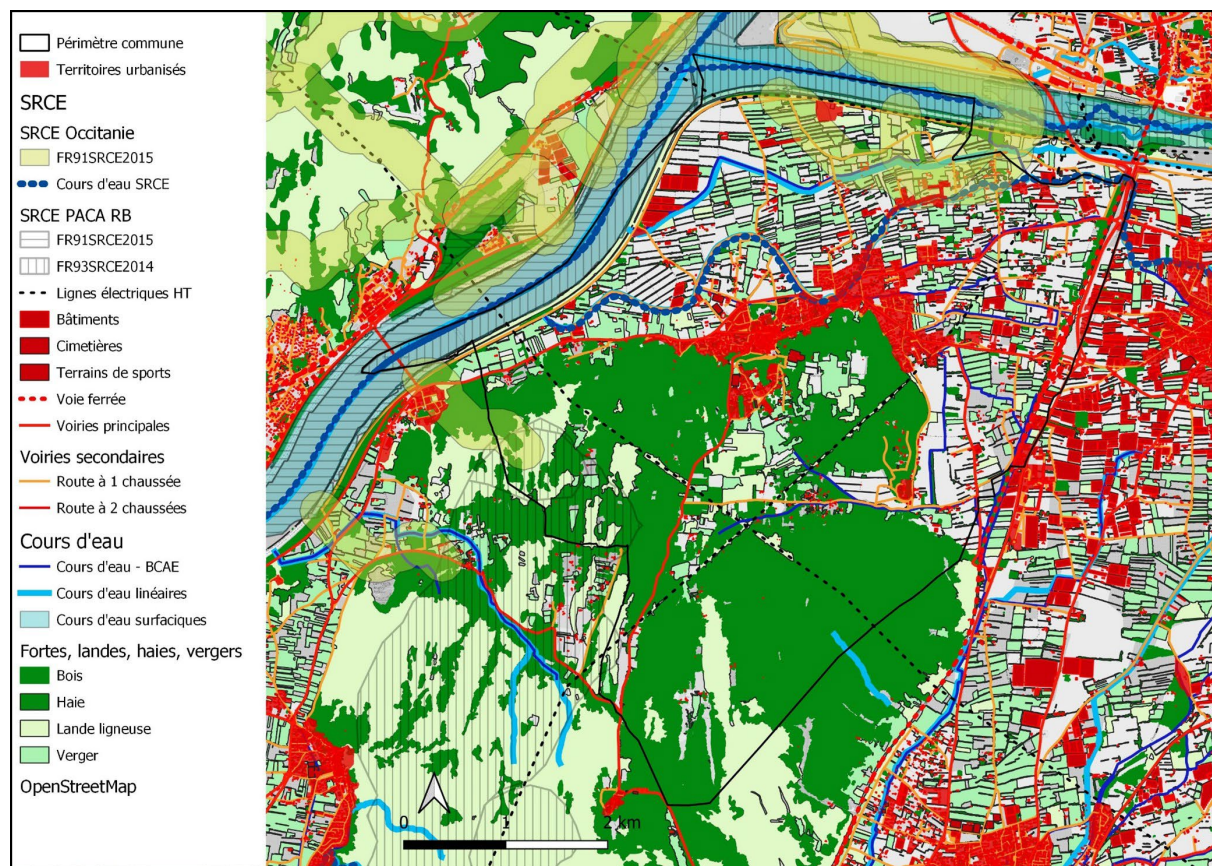 Périmètre commune
Territoires urbanisés
SRCE
SRCE Occitanie
FR91SRCE2015
Cours d'eau SRCE
SRCE PACA RB
FR91SRCE2015
FR93SRCE2014
Lignes électriques HT
Bâtiments
Cimetières
Terrains de sports
Voie ferrée
Voiries principales
Voiries secondaires
Route à 1 chaussée
Route à 2 chaussées
Cours d'eau
Cours d'eau - BCAE
Cours d'eau linéaires
Cours d'eau surfaciques
Fortes, landes, haies, vergers
Bois
Haie
Lande ligneuse
Verger
OpenStreetMap
0 1 2 km